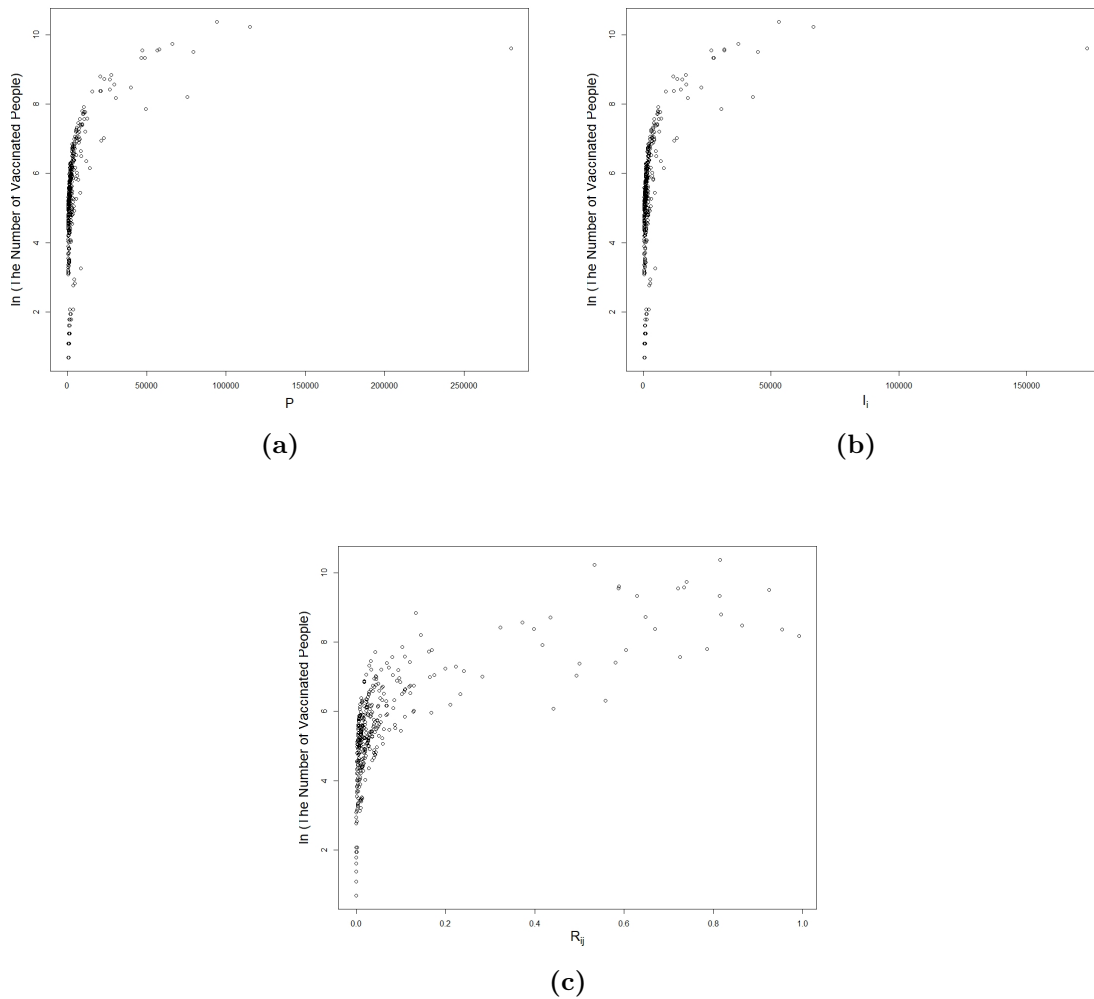 10
8
6
4
2
ln (The Number of Vaccinated People)
0 50000 100000 150000 200000 250000
P
(a)
10
8
6
4
2
ln (The Number of Vaccinated People)
0 50000 100000 150000
I_i
(b)
10
8
6
4
2
ln (The Number of Vaccinated People)
0.0 0.2 0.4 0.6 0.8 1.0
R_ij
(c)